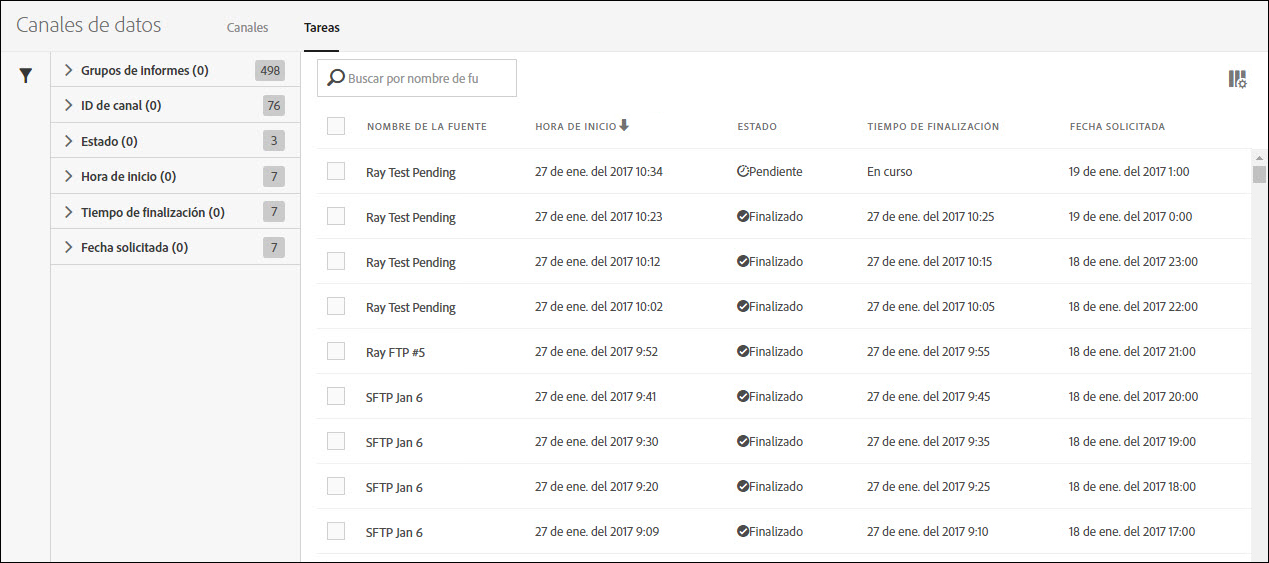 Canales de datos Canales Tareas
Grupos de informes (0) 498
ID de canal (0) 76
Estado (0) 3
Hora de inicio (0) 7
Tiempo de finalización (0) 7
Fecha solicitada (0) 7
Buscar por nombre de fu
NOMBRE DE LA FUENTE HORA DE INICIO ESTADO TIEMPO DE FINALIZACIÓN FECHA SOLICITADA
Ray Test Pending 27 de ene. del 2017 10:34 Pendiente En curso 19 de ene. del 2017 1:00
Ray Test Pending 27 de ene. del 2017 10:23 Finalizado 27 de ene. del 2017 10:25 19 de ene. del 2017 0:00
Ray Test Pending 27 de ene. del 2017 10:12 Finalizado 27 de ene. del 2017 10:15 18 de ene. del 2017 23:00
Ray Test Pending 27 de ene. del 2017 10:02 Finalizado 27 de ene. del 2017 10:05 18 de ene. del 2017 22:00
Ray FTP #5 27 de ene. del 2017 9:52 Finalizado 27 de ene. del 2017 9:55 18 de ene. del 2017 21:00
SFTP Jan 6 27 de ene. del 2017 9:41 Finalizado 27 de ene. del 2017 9:45 18 de ene. del 2017 20:00
SFTP Jan 6 27 de ene. del 2017 9:30 Finalizado 27 de ene. del 2017 9:35 18 de ene. del 2017 19:00
SFTP Jan 6 27 de ene. del 2017 9:20 Finalizado 27 de ene. del 2017 9:25 18 de ene. del 2017 18:00
SFTP Jan 6 27 de ene. del 2017 9:09 Finalizado 27 de ene. del 2017 9:10 18 de ene. del 2017 17:00